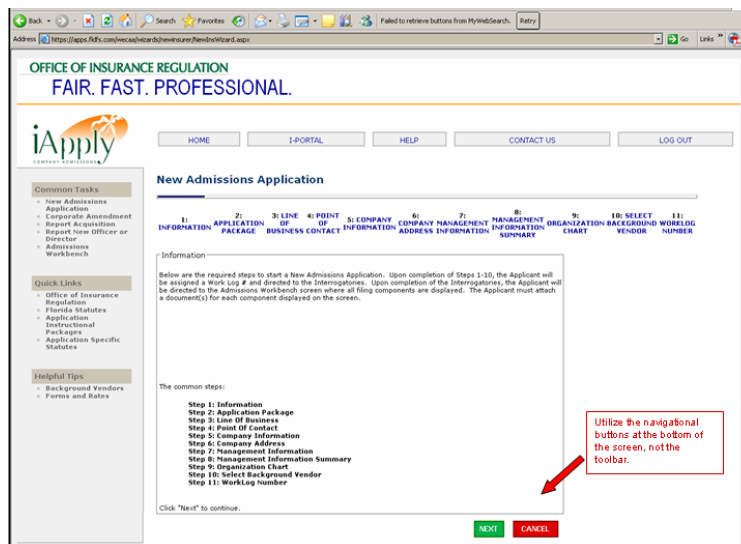 Back
Search
Favorites
Failed to retrieve buttons from MyWebSearch.
Retry
Address
https://apps.fldfs.com/wecaa/wizards/newinsurer/NewInsWizard.aspx
Go
Links
OFFICE OF INSURANCE REGULATION
FAIR. FAST. PROFESSIONAL.
iApply
COMPANY ADMISSIONS
HOME
I-PORTAL
HELP
CONTACT US
LOG OUT
Common Tasks
New Admissions
Application
Corporate Amendment
Report Acquisition
Report New Officer or
Director
Admissions
Workbench
Quick Links
Office of Insurance
Regulation
Florida Statutes
Application
Instructional
Packages
Application Specific
Statutes
Helpful Tips
Background Vendors
Forms and Rates
New Admissions Application
1:
INFORMATION
2:
APPLICATION
PACKAGE
3: LINE
OF
BUSINESS
4: POINT
OF
CONTACT
5: COMPANY
INFORMATION
6:
COMPANY
ADDRESS
7:
MANAGEMENT
INFORMATION
8:
MANAGEMENT
INFORMATION
SUMMARY
9:
ORGANIZATION
CHART
10: SELECT
BACKGROUND
VENDOR
11:
WORKLOG
NUMBER
Information
Below are the required steps to start a New Admissions Application. Upon completion of Steps 1-10, the Applicant will
be assigned a Work Log # and directed to the Interrogatories. Upon completion of the Interrogatories, the Applicant will
be directed to the Admissions Workbench screen where all filing components are displayed. The Applicant must attach
a document(s) for each component displayed on the screen.
The common steps:
Step 1: Information
Step 2: Application Package
Step 3: Line Of Business
Step 4: Point Of Contact
Step 5: Company Information
Step 6: Company Address
Step 7: Management Information
Step 8: Management Information Summary
Step 9: Organization Chart
Step 10: Select Background Vendor
Step 11: WorkLog Number
Click "Next" to continue.
Utilize the navigational
buttons at the bottom of
the screen, not the
toolbar.
NEXT
CANCEL